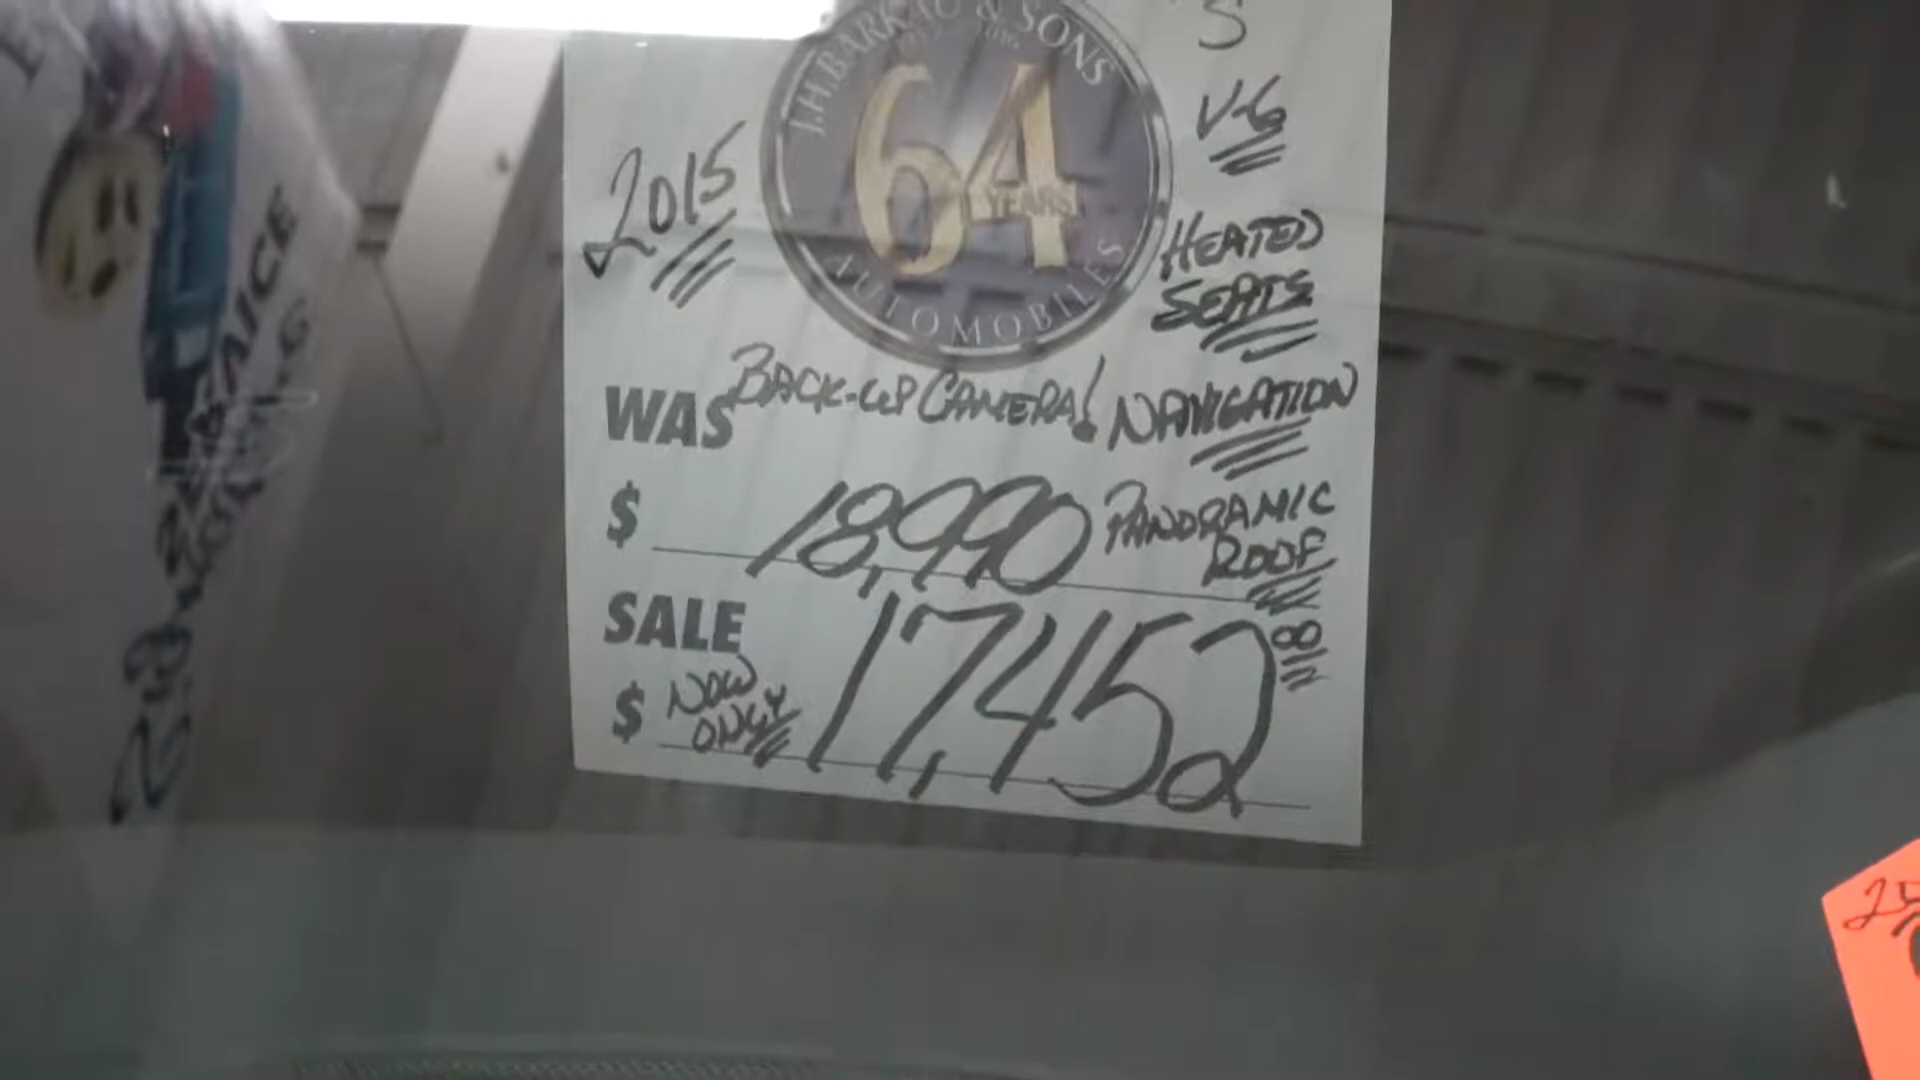 J.H.BARKAU & SONS
64
YEARS
AUTOMOBILES
2015
S
V-6
HEATED
SEATS
BACK-UP CAMERA!
NAVIGATION
WAS
$ 18,990
PANORAMIC
ROOF
SALE
$ NOW
ONLY
17,452 00